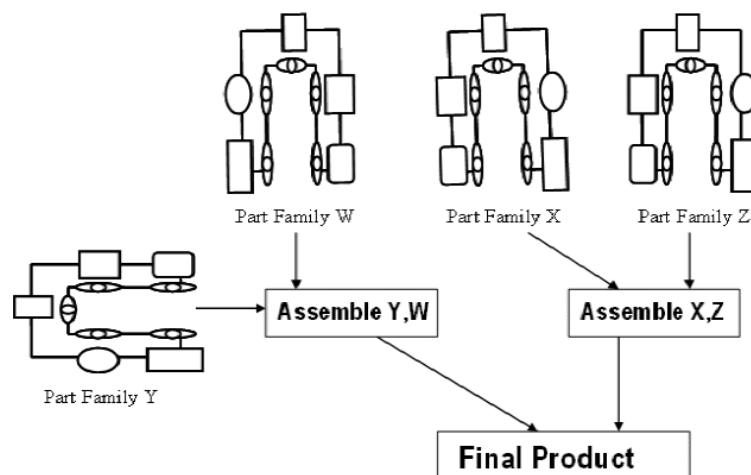 Part Family W
Part Family X
Part Family Z
Assemble Y,W
Assemble X,Z
Part Family Y
Final Product